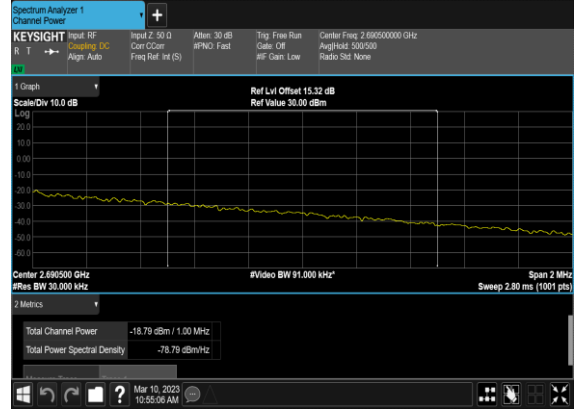 Spectrum Analyzer 1
Channel Power
+
KEYSIGHT Input: RF Input Z: 50 Ω Atten: 30 dB Trig: Free Run Center Freq: 2.690500000 GHz
R T Coupling: DC Corr CCorr #PNO: Fast Gate: Off Avg|Hold: 500/500
Align: Auto Freq Ref: Int (S) #IF Gain: Low Radio Std: None
1 Graph
Ref Lvl Offset 15.32 dB
Scale/Div 10.0 dB Ref Value 30.00 dBm
Log
20.0
10.0
0.00
-10.0
-20.0
-30.0
-40.0
-50.0
-60.0
Center 2.690500 GHz #Video BW 91.000 kHz* Span 2 MHz
#Res BW 30.000 kHz Sweep 2.80 ms (1001 pts)
2 Metrics
Total Channel Power -18.79 dBm / 1.00 MHz
Total Power Spectral Density -78.79 dBm/Hz
? Mar 10, 2023
10:55:06 AM